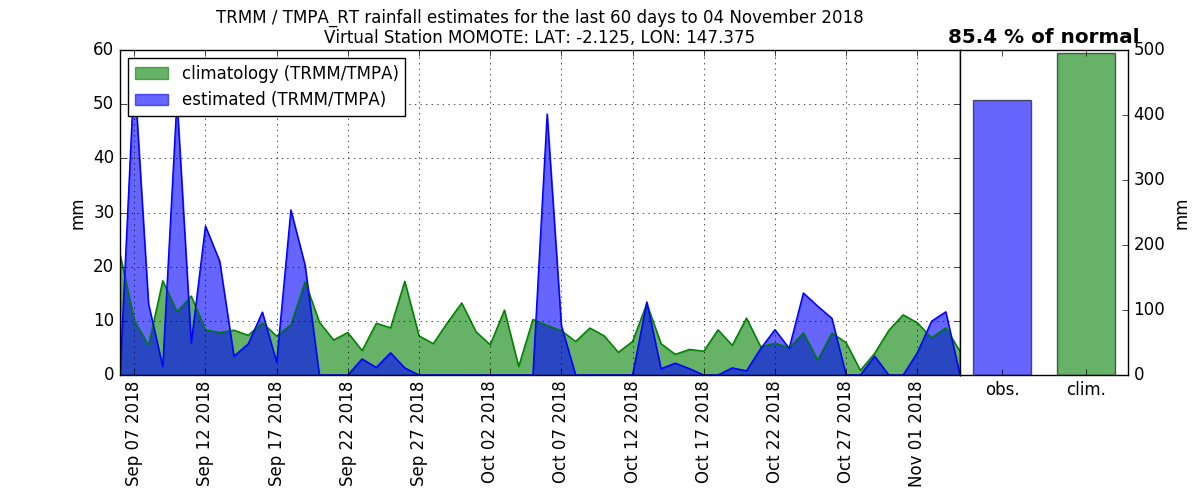 TRMM / TMPA_RT rainfall estimates for the last 60 days to 04 November 2018
Virtual Station MOMOTE: LAT: -2.125, LON: 147.375
85.4 % of normal
climatology (TRMM/TMPA)
estimated (TRMM/TMPA)
mm
60
50
40
30
20
10
0
Sep 07 2018
Sep 12 2018
Sep 17 2018
Sep 22 2018
Sep 27 2018
Oct 02 2018
Oct 07 2018
Oct 12 2018
Oct 17 2018
Oct 22 2018
Oct 27 2018
Nov 01 2018
obs.
clim.
500
400
300
200
100
0
mm